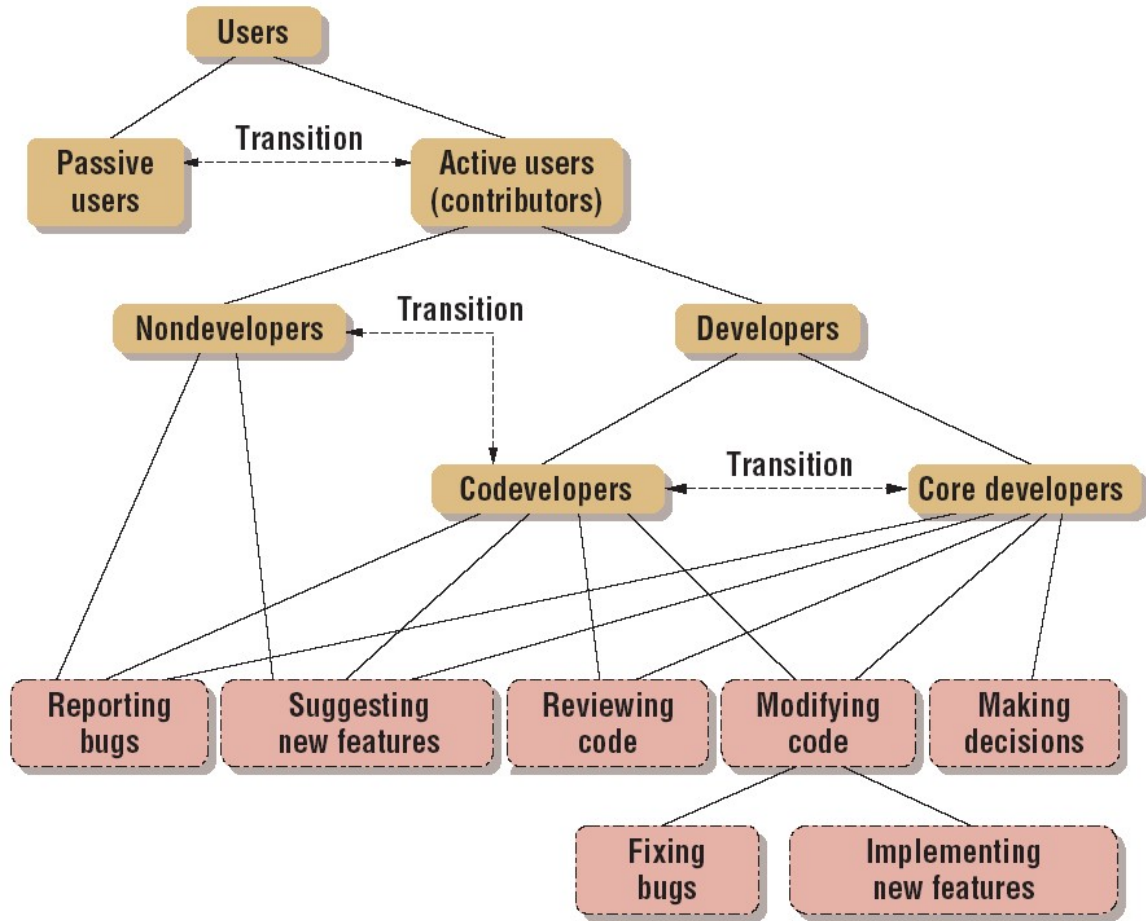 Users
Passive
users
Transition
Active users
(contributors)
Nondevelopers
Transition
Developers
Codevelopers
Transition
Core developers
Reporting
bugs
Suggesting
new features
Reviewing
code
Modifying
code
Making
decisions
Fixing
bugs
Implementing
new features